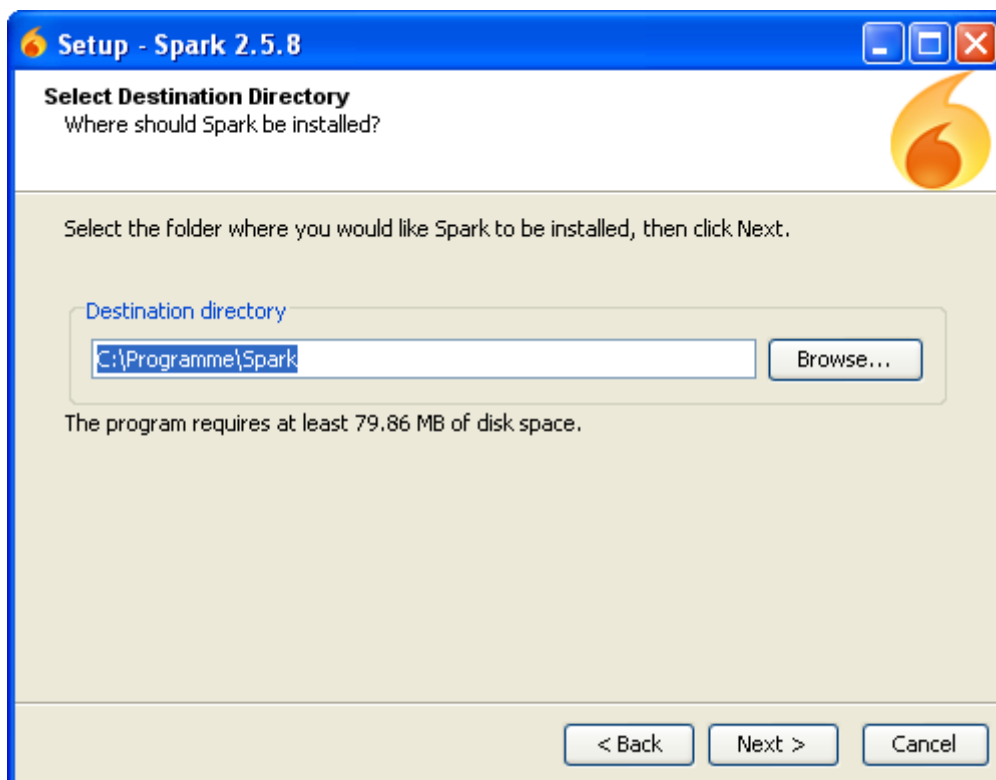 Setup - Spark 2.5.8
Select Destination Directory
Where should Spark be installed?
Select the folder where you would like Spark to be installed, then click Next.
Destination directory
C:\Programme\Spark
Browse...
The program requires at least 79.86 MB of disk space.
< Back
Next >
Cancel